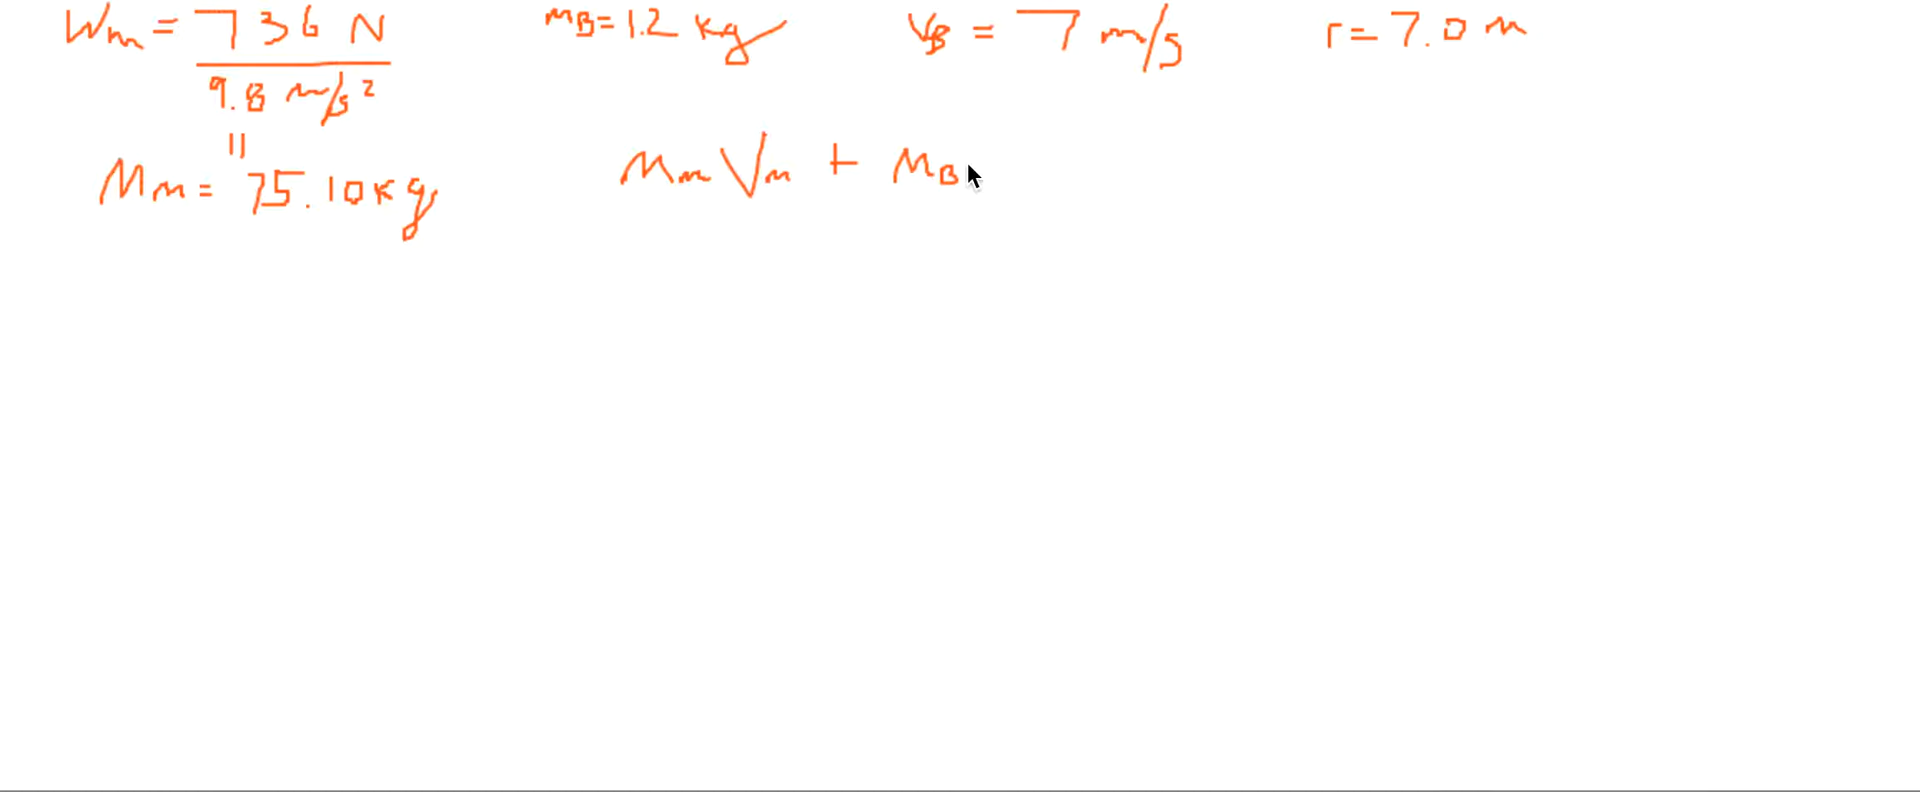 Wm = 736 N mB = 1.2 kg VB = 7 m/s r = 7.0 m
9.8 m/s²
||
Mm = 75.10 kg MmVm + MB